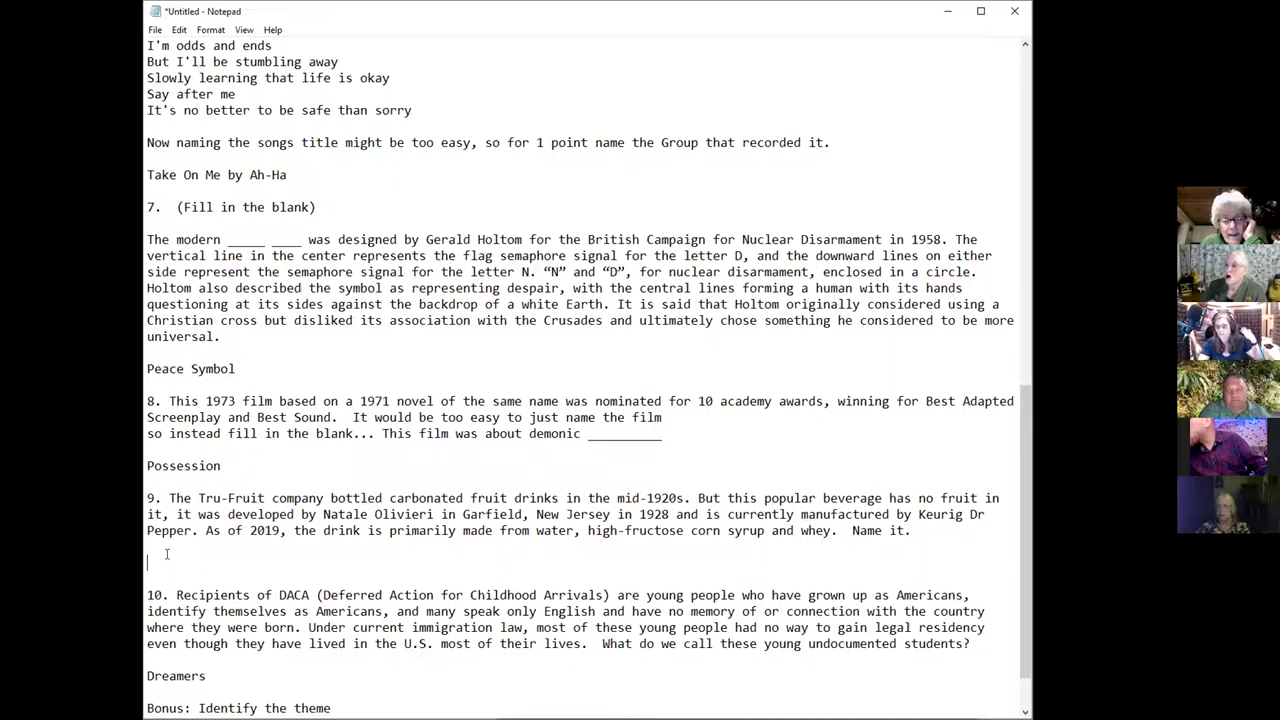 *Untitled - Notepad
File Edit Format View Help
I'm odds and ends
But I'll be stumbling away
Slowly learning that life is okay
Say after me
It's no better to be safe than sorry
Now naming the songs title might be too easy, so for 1 point name the Group that recorded it.
Take On Me by Ah-Ha
7. (Fill in the blank)
The modern _____ ____ was designed by Gerald Holtom for the British Campaign for Nuclear Disarmament in 1958. The
vertical line in the center represents the flag semaphore signal for the letter D, and the downward lines on either
side represent the semaphore signal for the letter N. “N” and “D”, for nuclear disarmament, enclosed in a circle.
Holtom also described the symbol as representing despair, with the central lines forming a human with its hands
questioning at its sides against the backdrop of a white Earth. It is said that Holtom originally considered using a
Christian cross but disliked its association with the Crusades and ultimately chose something he considered to be more
universal.
Peace Symbol
8. This 1973 film based on a 1971 novel of the same name was nominated for 10 academy awards, winning for Best Adapted
Screenplay and Best Sound.  It would be too easy to just name the film
so instead fill in the blank... This film was about demonic __________
Possession
9. The Tru-Fruit company bottled carbonated fruit drinks in the mid-1920s. But this popular beverage has no fruit in
it, it was developed by Natale Olivieri in Garfield, New Jersey in 1928 and is currently manufactured by Keurig Dr
Pepper. As of 2019, the drink is primarily made from water, high-fructose corn syrup and whey.  Name it.
10. Recipients of DACA (Deferred Action for Childhood Arrivals) are young people who have grown up as Americans,
identify themselves as Americans, and many speak only English and have no memory of or connection with the country
where they were born. Under current immigration law, most of these young people had no way to gain legal residency
even though they have lived in the U.S. most of their lives.  What do we call these young undocumented students?
Dreamers
Bonus: Identify the theme